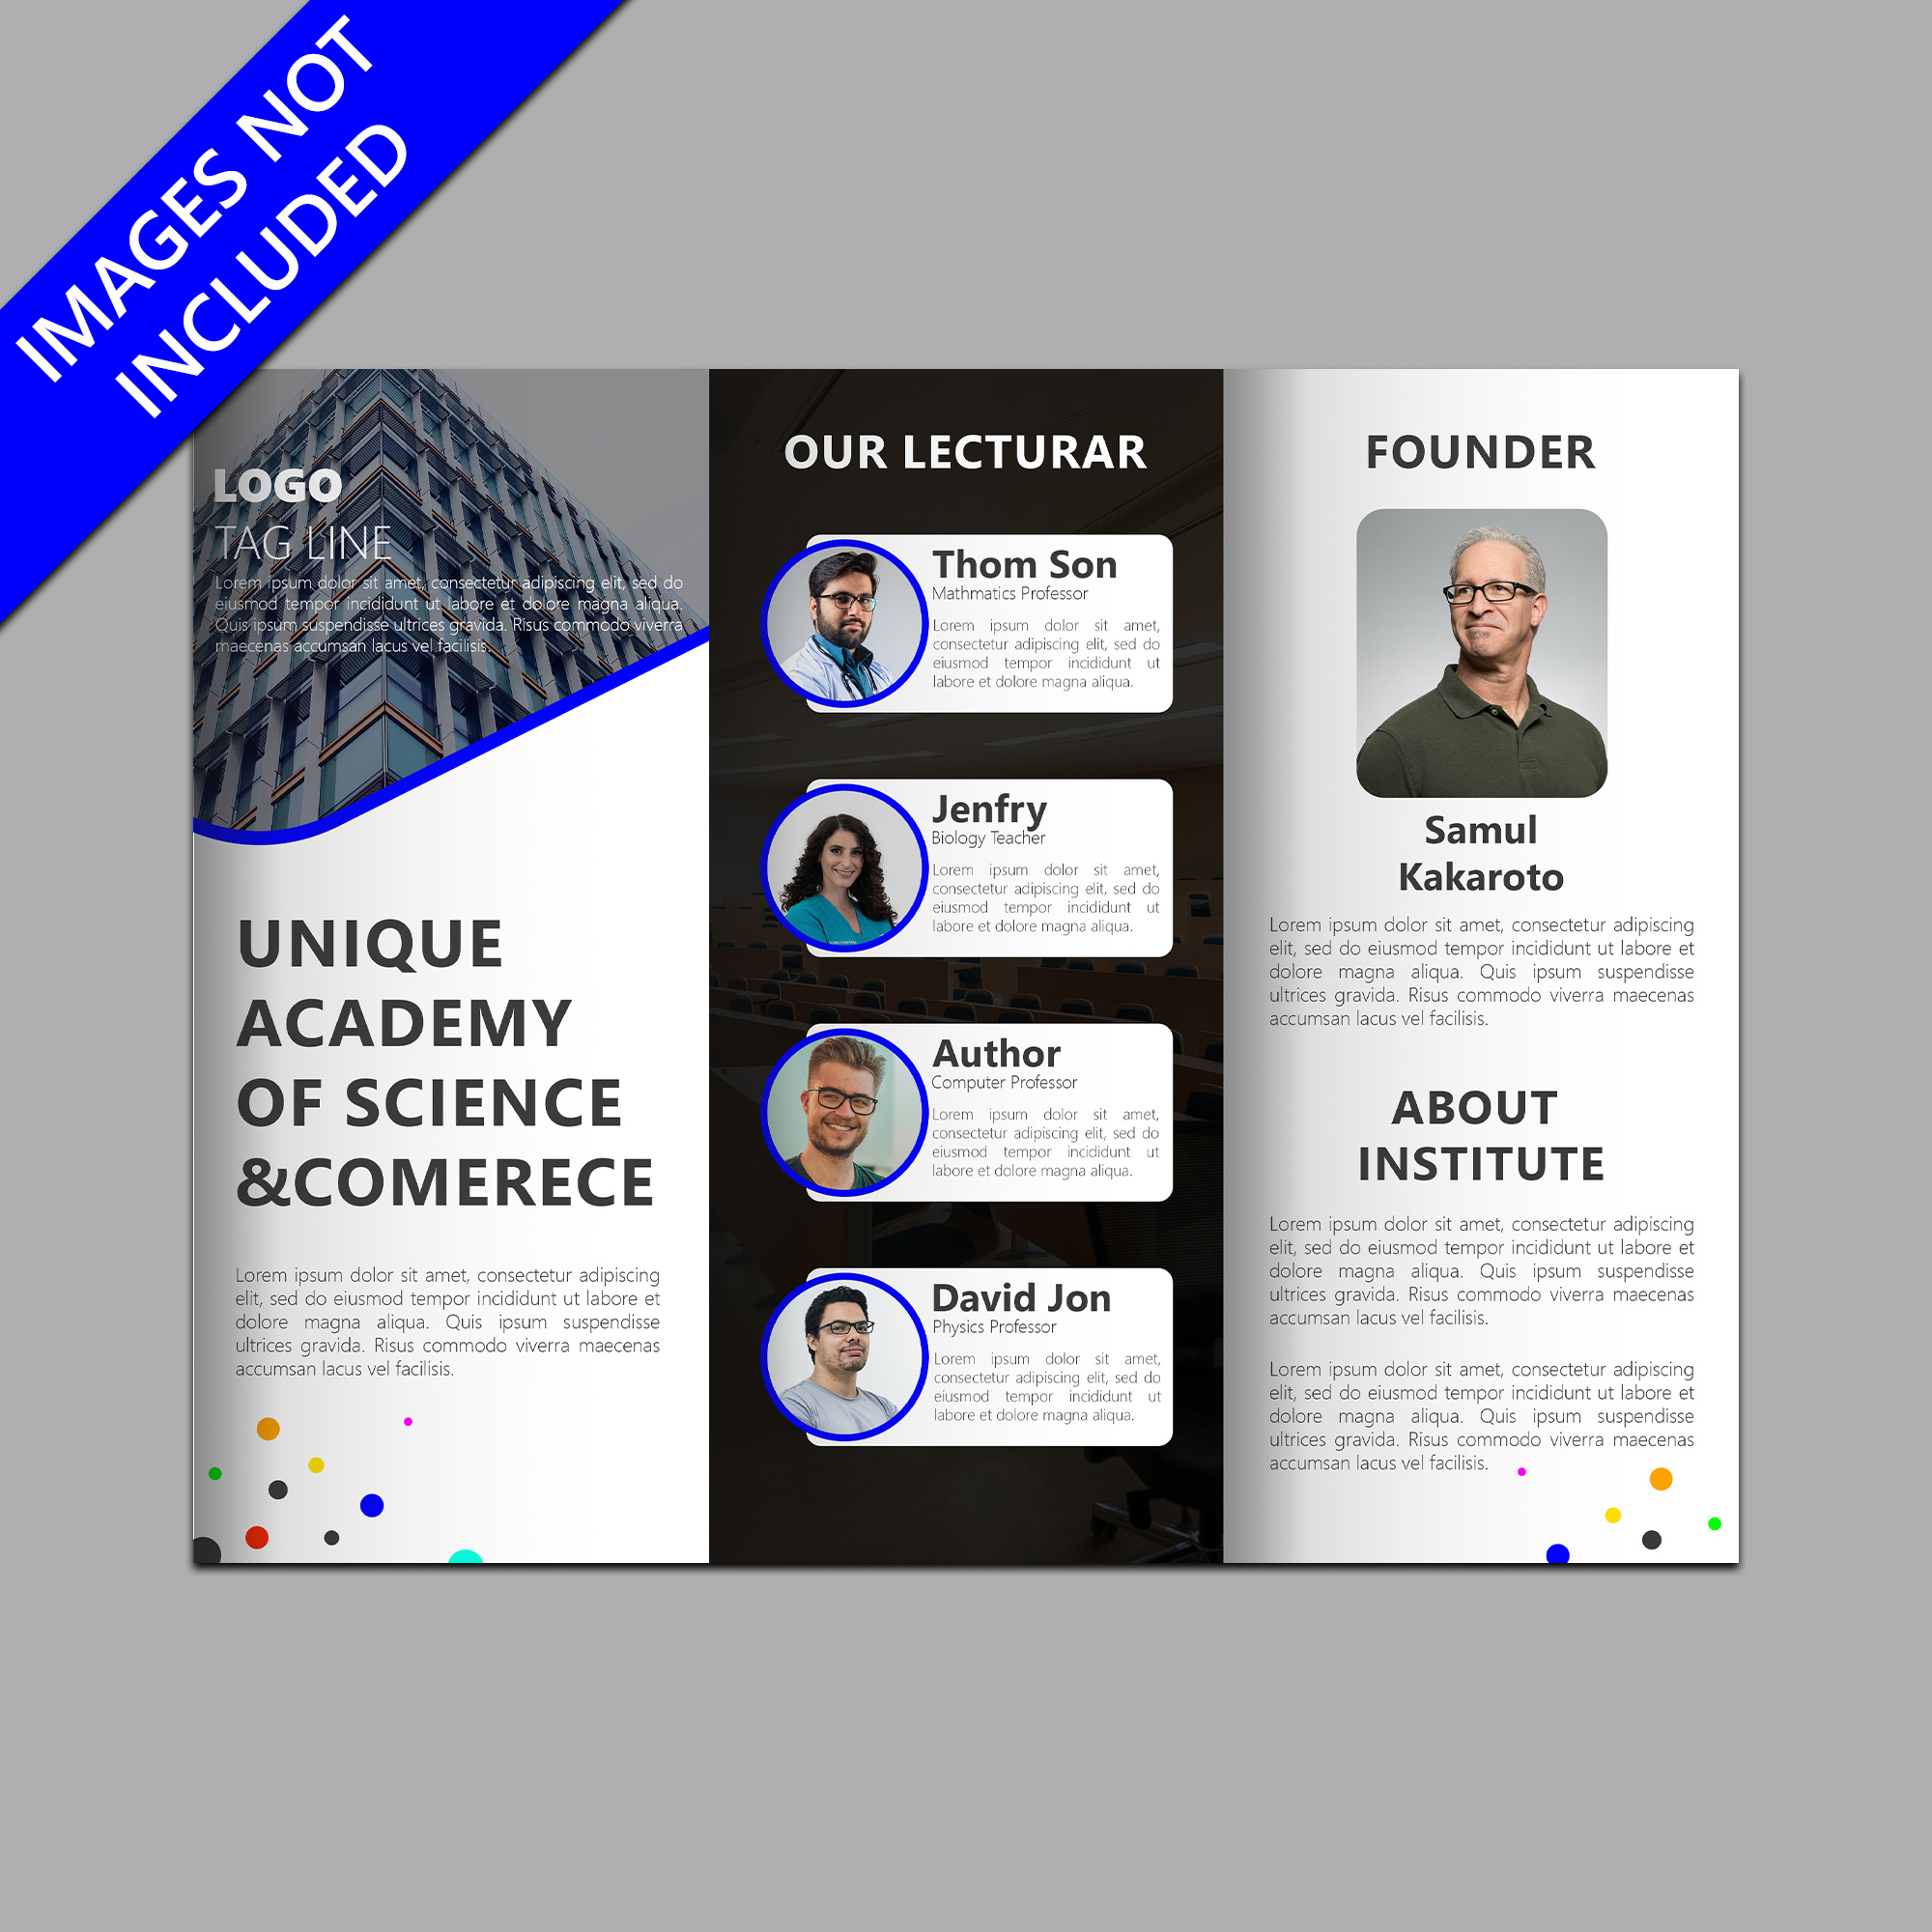 IMAGES NOT
INCLUDED
LOGO
TAG LINE
Lorem ipsum dolor sit amet, consectetur adipiscing elit, sed do
eiusmod tempor incididunt ut labore et dolore magna aliqua.
Quis ipsum suspendisse ultrices gravida. Risus commodo viverra
maecenas accumsan lacus vel facilisis.
UNIQUE
ACADEMY
OF SCIENCE
&COMERECE
Lorem ipsum dolor sit amet, consectetur adipiscing
elit, sed do eiusmod tempor incididunt ut labore et
dolore magna aliqua. Quis ipsum suspendisse
ultrices gravida. Risus commodo viverra maecenas
accumsan lacus vel facilisis.
OUR LECTURAR
Thom Son
Mathmatics Professor
Lorem ipsum dolor sit amet,
consectetur adipiscing elit, sed do
eiusmod tempor incididunt ut
labore et dolore magna aliqua.
Jenfry
Biology Teacher
Lorem ipsum dolor sit amet,
consectetur adipiscing elit, sed do
eiusmod tempor incididunt ut
labore et dolore magna aliqua.
Author
Computer Professor
Lorem ipsum dolor sit amet,
consectetur adipiscing elit, sed do
eiusmod tempor incididunt ut
labore et dolore magna aliqua.
David Jon
Physics Professor
Lorem ipsum dolor sit amet,
consectetur adipiscing elit, sed do
eiusmod tempor incididunt ut
labore et dolore magna aliqua.
FOUNDER
Samul
Kakaroto
Lorem ipsum dolor sit amet, consectetur adipiscing
elit, sed do eiusmod tempor incididunt ut labore et
dolore magna aliqua. Quis ipsum suspendisse
ultrices gravida. Risus commodo viverra maecenas
accumsan lacus vel facilisis.
ABOUT
INSTITUTE
Lorem ipsum dolor sit amet, consectetur adipiscing
elit, sed do eiusmod tempor incididunt ut labore et
dolore magna aliqua. Quis ipsum suspendisse
ultrices gravida. Risus commodo viverra maecenas
accumsan lacus vel facilisis.
Lorem ipsum dolor sit amet, consectetur adipiscing
elit, sed do eiusmod tempor incididunt ut labore et
dolore magna aliqua. Quis ipsum suspendisse
ultrices gravida. Risus commodo viverra maecenas
accumsan lacus vel facilisis.